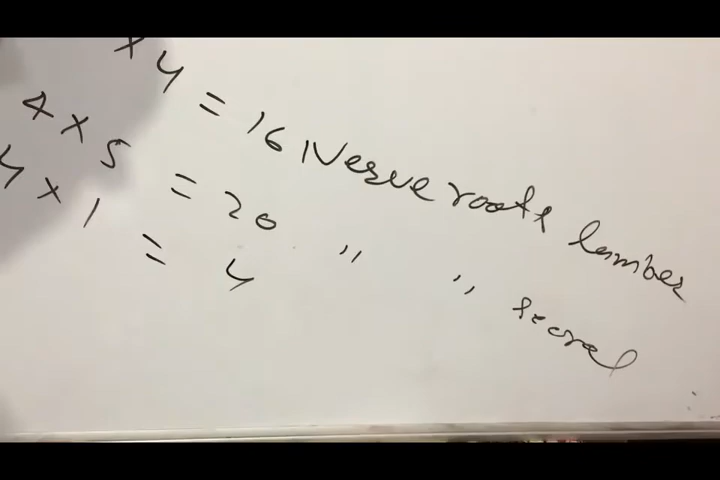 × 4 = 16 Nerve roots lumber
4 × 5 = 20 " " secral
4 × 1 = 4